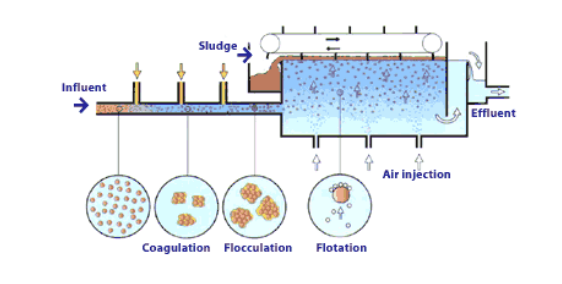 Sludge
Influent
Effluent
Air injection
Coagulation Flocculation Flotation